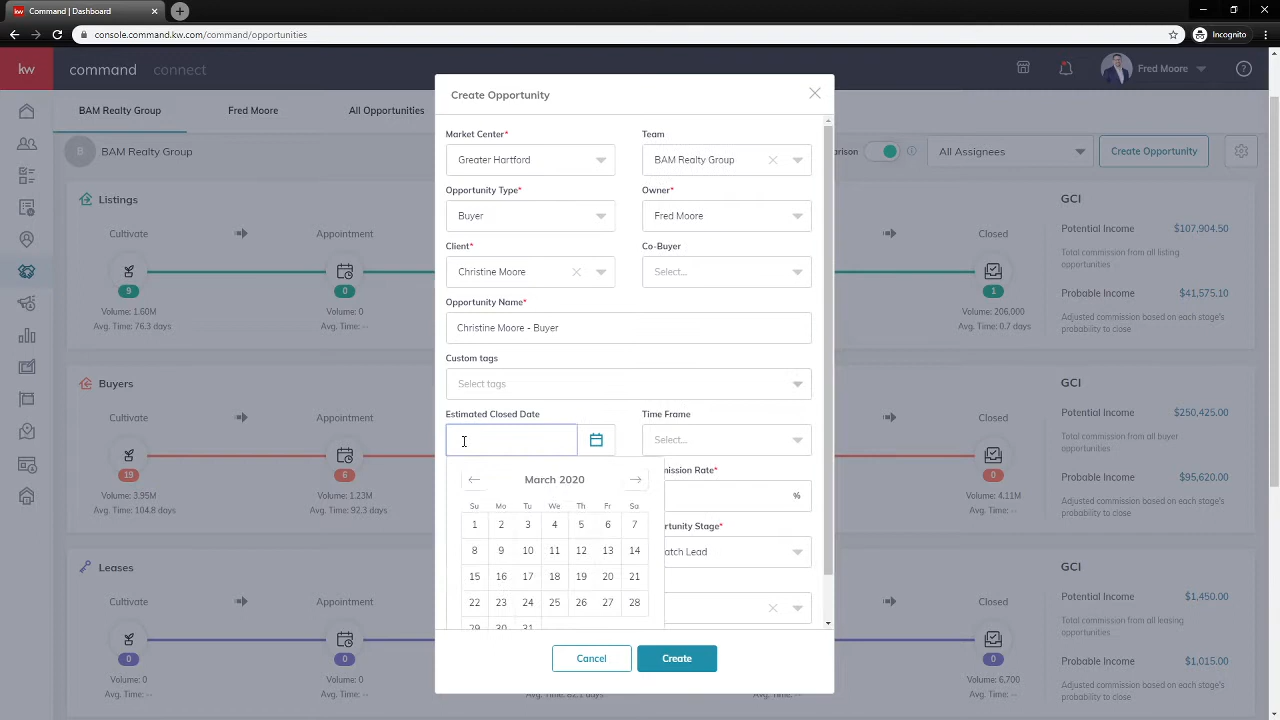 kw Command | Dashboard
console.kw.com/command/opportunities
Incognito
kw command connect
Fred Moore
BAM Realty Group Fred Moore All Opportunities
B BAM Realty Group
All Assignees
Create Opportunity
Listings
Cultivate Appointment
9 0
Volume: 1.60M Volume: 0
Avg. Time: 76.3 days Avg. Time: --
Closed
1
Volume: 206,000
Avg. Time: 0.7 days
GCI
Potential Income $107,904.50
Total commission from all listing
opportunities
Probable Income $41,575.10
Adjusted commission based on each stage's
probability to close
Buyers
Cultivate Appointment
19 6
Volume: 3.95M Volume: 1.23M
Avg. Time: 104.8 days Avg. Time: 92.3 days
Closed
0
Volume: 4.11M
Avg. Time: --
GCI
Potential Income $250,425.00
Total commission from all buyer
opportunities
Probable Income $95,620.00
Adjusted commission based on each stage's
probability to close
Leases
Cultivate Appointment
0 0
Volume: 0 Volume: 0
Avg. Time: -- Avg. Time: --
Closed
0
Volume: 6,700
Avg. Time: --
GCI
Potential Income $1,450.00
Total commission from all leasing
opportunities
Probable Income $1,015.00
Adjusted commission based on each stage's
probability to close
Create Opportunity
Market Center* Team
Greater Hartford BAM Realty Group
Opportunity Type* Owner*
Buyer Fred Moore
Client* Co-Buyer
Christine Moore Select...
Opportunity Name*
Christine Moore - Buyer
Custom tags
Select tags
Estimated Closed Date Time Frame
Select...
March 2020
Su Mo Tu We Th Fr Sa
1 2 3 4 5 6 7
8 9 10 11 12 13 14
15 16 17 18 19 20 21
22 23 24 25 26 27 28
29 30 31
mission Rate*
%
rtunity Stage*
atch Lead
Cancel Create